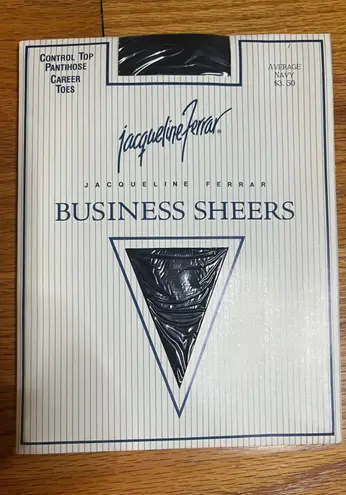 CONTROL TOP
PANTIHOSE
CAREER
TOES
AVERAGE
NAVY
$3.50
jacqueline ferrar®
JACQUELINE FERRAR
BUSINESS SHEERS